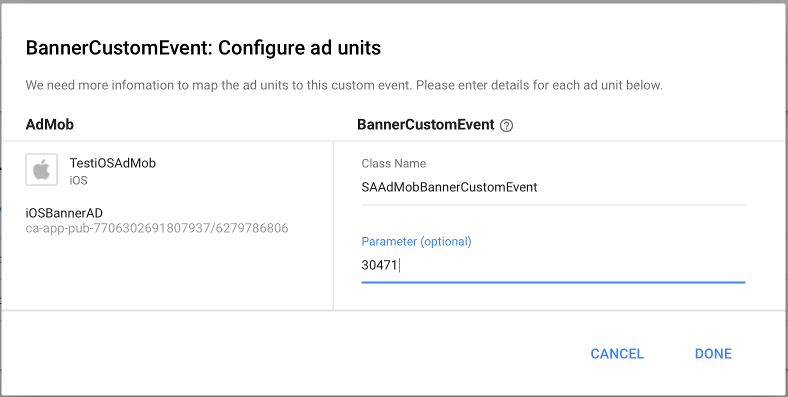 BannerCustomEvent: Configure ad units
We need more infomation to map the ad units to this custom event. Please enter details for each ad unit below.
AdMob
BannerCustomEvent ?
TestiOSAdMob
iOS
iOSBannerAD
ca-app-pub-7706302691807937/6279786806
Class Name
SAAdMobBannerCustomEvent
Parameter (optional)
30471
CANCEL
DONE